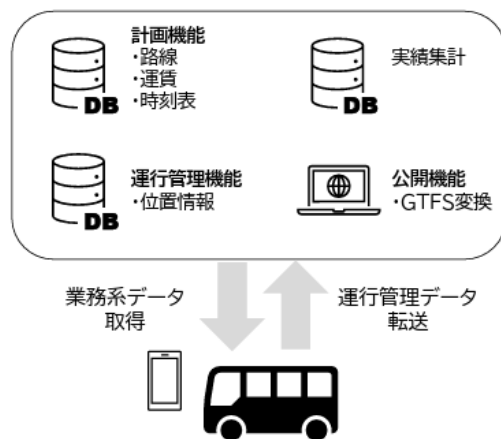 計画機能
・路線
・運賃
・時刻表
DB
実績集計
DB
運行管理機能
・位置情報
DB
公開機能
・GTFS変換
業務系データ
取得
運行管理データ
転送